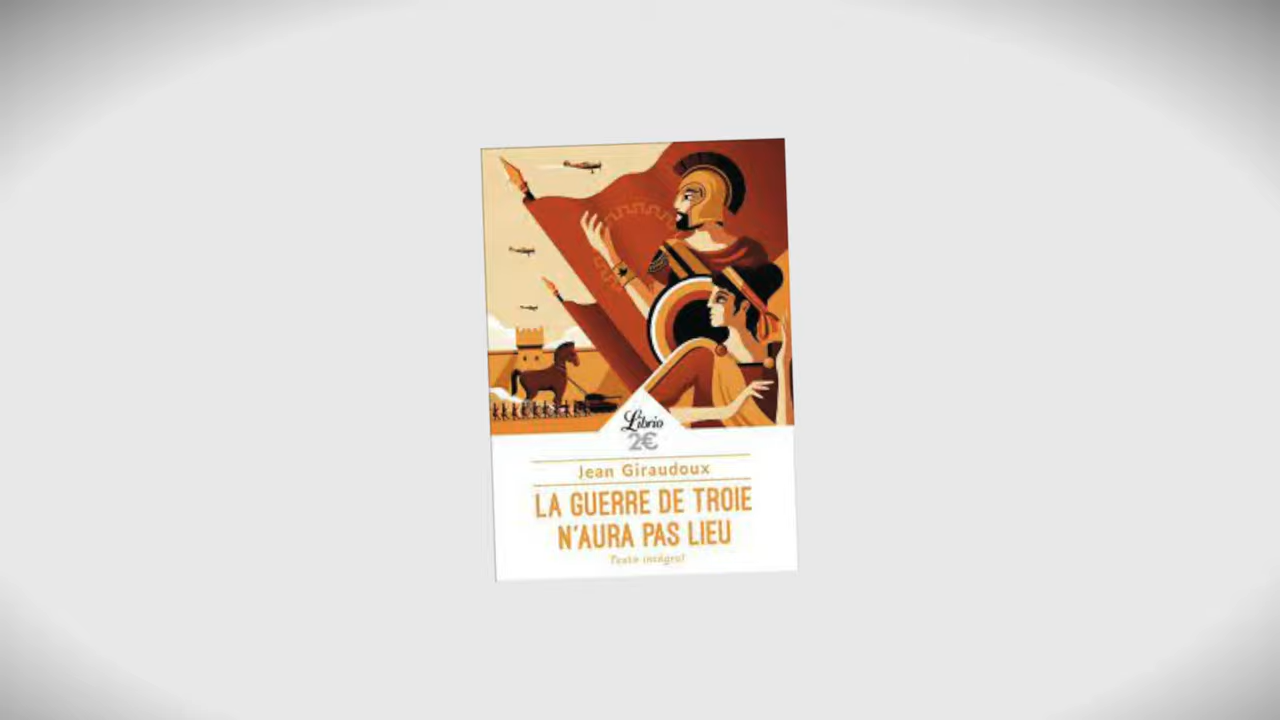 Librio
2€
Jean Giraudoux
LA GUERRE DE TROIE
N'AURA PAS LIEU
Texte intégral